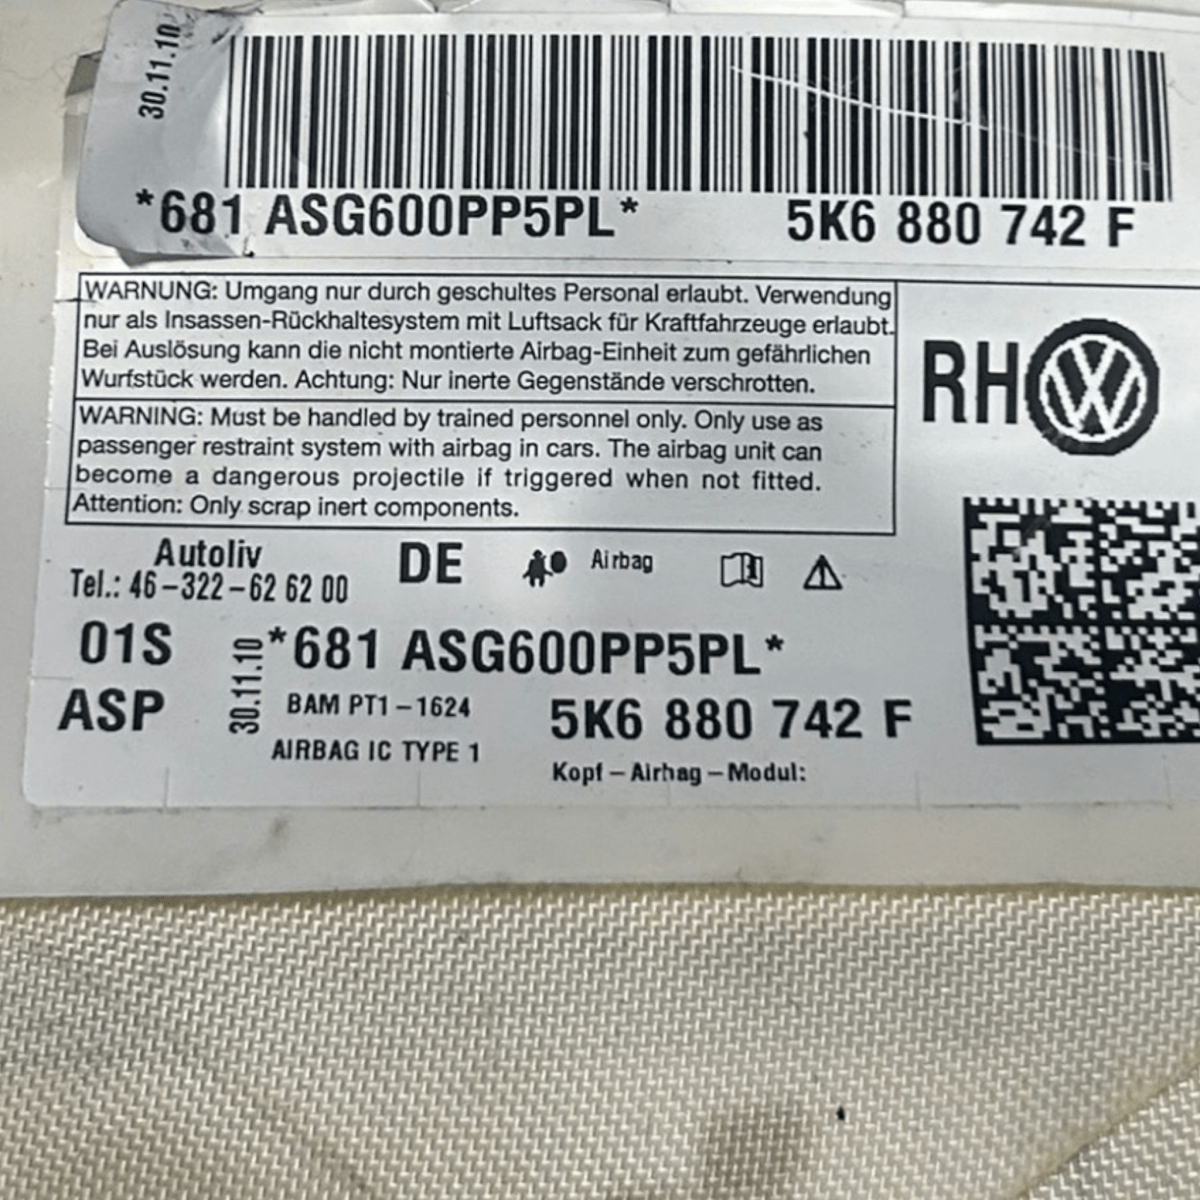 30.11.10
*681 ASG600PP5PL* 5K6 880 742 F
WARNUNG: Umgang nur durch geschultes Personal erlaubt. Verwendung
nur als Insassen-Rückhaltesystem mit Luftsack für Kraftfahrzeuge erlaubt.
Bei Auslösung kann die nicht montierte Airbag-Einheit zum gefährlichen
Wurfstück werden. Achtung: Nur inerte Gegenstände verschrotten.
RH
WARNING: Must be handled by trained personnel only. Only use as
passenger restraint system with airbag in cars. The airbag unit can
become a dangerous projectile if triggered when not fitted.
Attention: Only scrap inert components.
Autoliv
Tel.: 46-322-62 62 00
DE
Airbag
01S
ASP
30.11.10
*681 ASG600PP5PL*
BAM PT1-1624
5K6 880 742 F
AIRBAG IC TYPE 1
Kopf-Airbag-Modul: